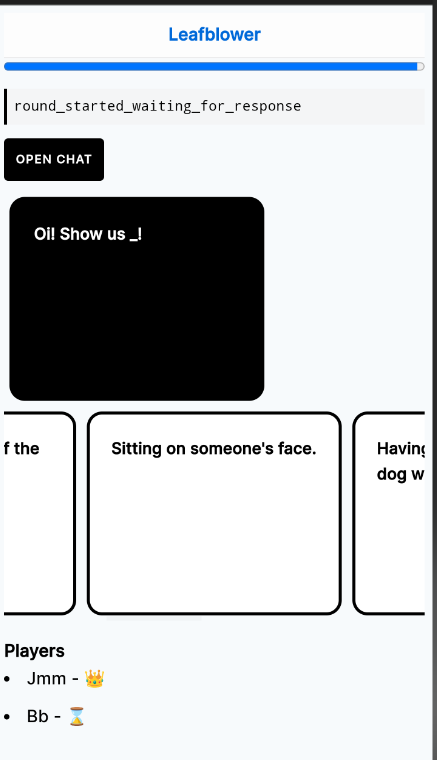 Leafblower
round_started_waiting_for_response
OPEN CHAT
Oi! Show us _!
f the
Sitting on someone's face.
Having
dog w
Players
Jmm - 👑
Bb - ⌛